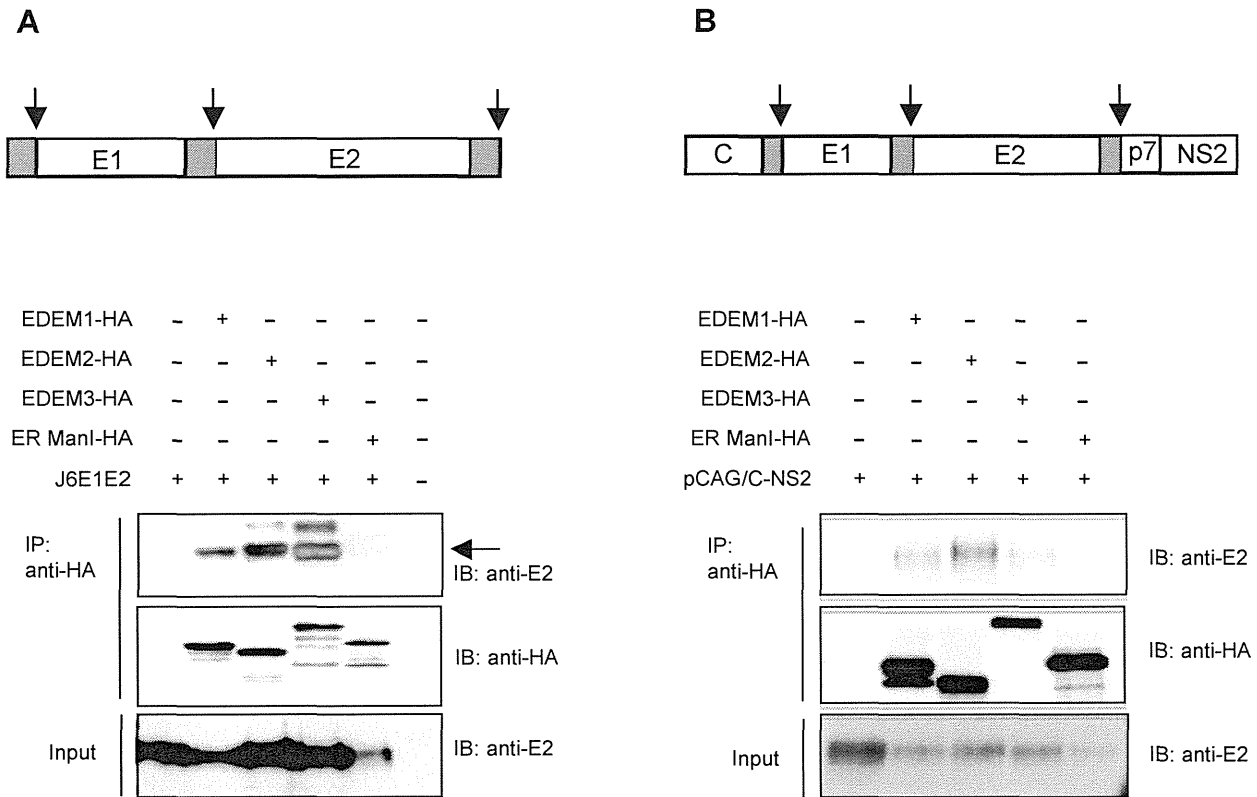 A
E1 E2
EDEM1-HA – + – – – –
EDEM2-HA – – + – – –
EDEM3-HA – – – + – –
ER ManI-HA – – – – + –
J6E1E2 + + + + + –
IP:
anti-HA
IB: anti-E2
IB: anti-HA
Input
IB: anti-E2
B
C E1 E2 p7 NS2
EDEM1-HA – + – – –
EDEM2-HA – – + – –
EDEM3-HA – – – + –
ER ManI-HA – – – – +
pCAG/C-NS2 + + + + +
IP:
anti-HA
IB: anti-E2
IB: anti-HA
Input
IB: anti-E2